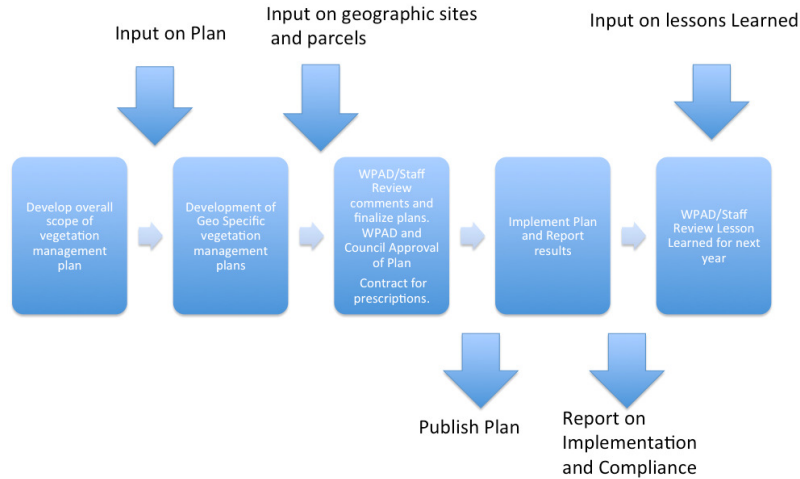 Input on Plan
Input on geographic sites
and parcels
Input on lessons Learned
Develop overall
scope of
vegetation
management
plan
Development of
Geo Specific
vegetation
management
plans
WPAD/Staff
Review
comments and
finalize plans.
WPAD and
Council Approval
of Plan
Contract for
prescriptions.
Implement Plan
and Report
results
WPAD/Staff
Review Lesson
Learned for next
year
Publish Plan
Report on
Implementation
and Compliance